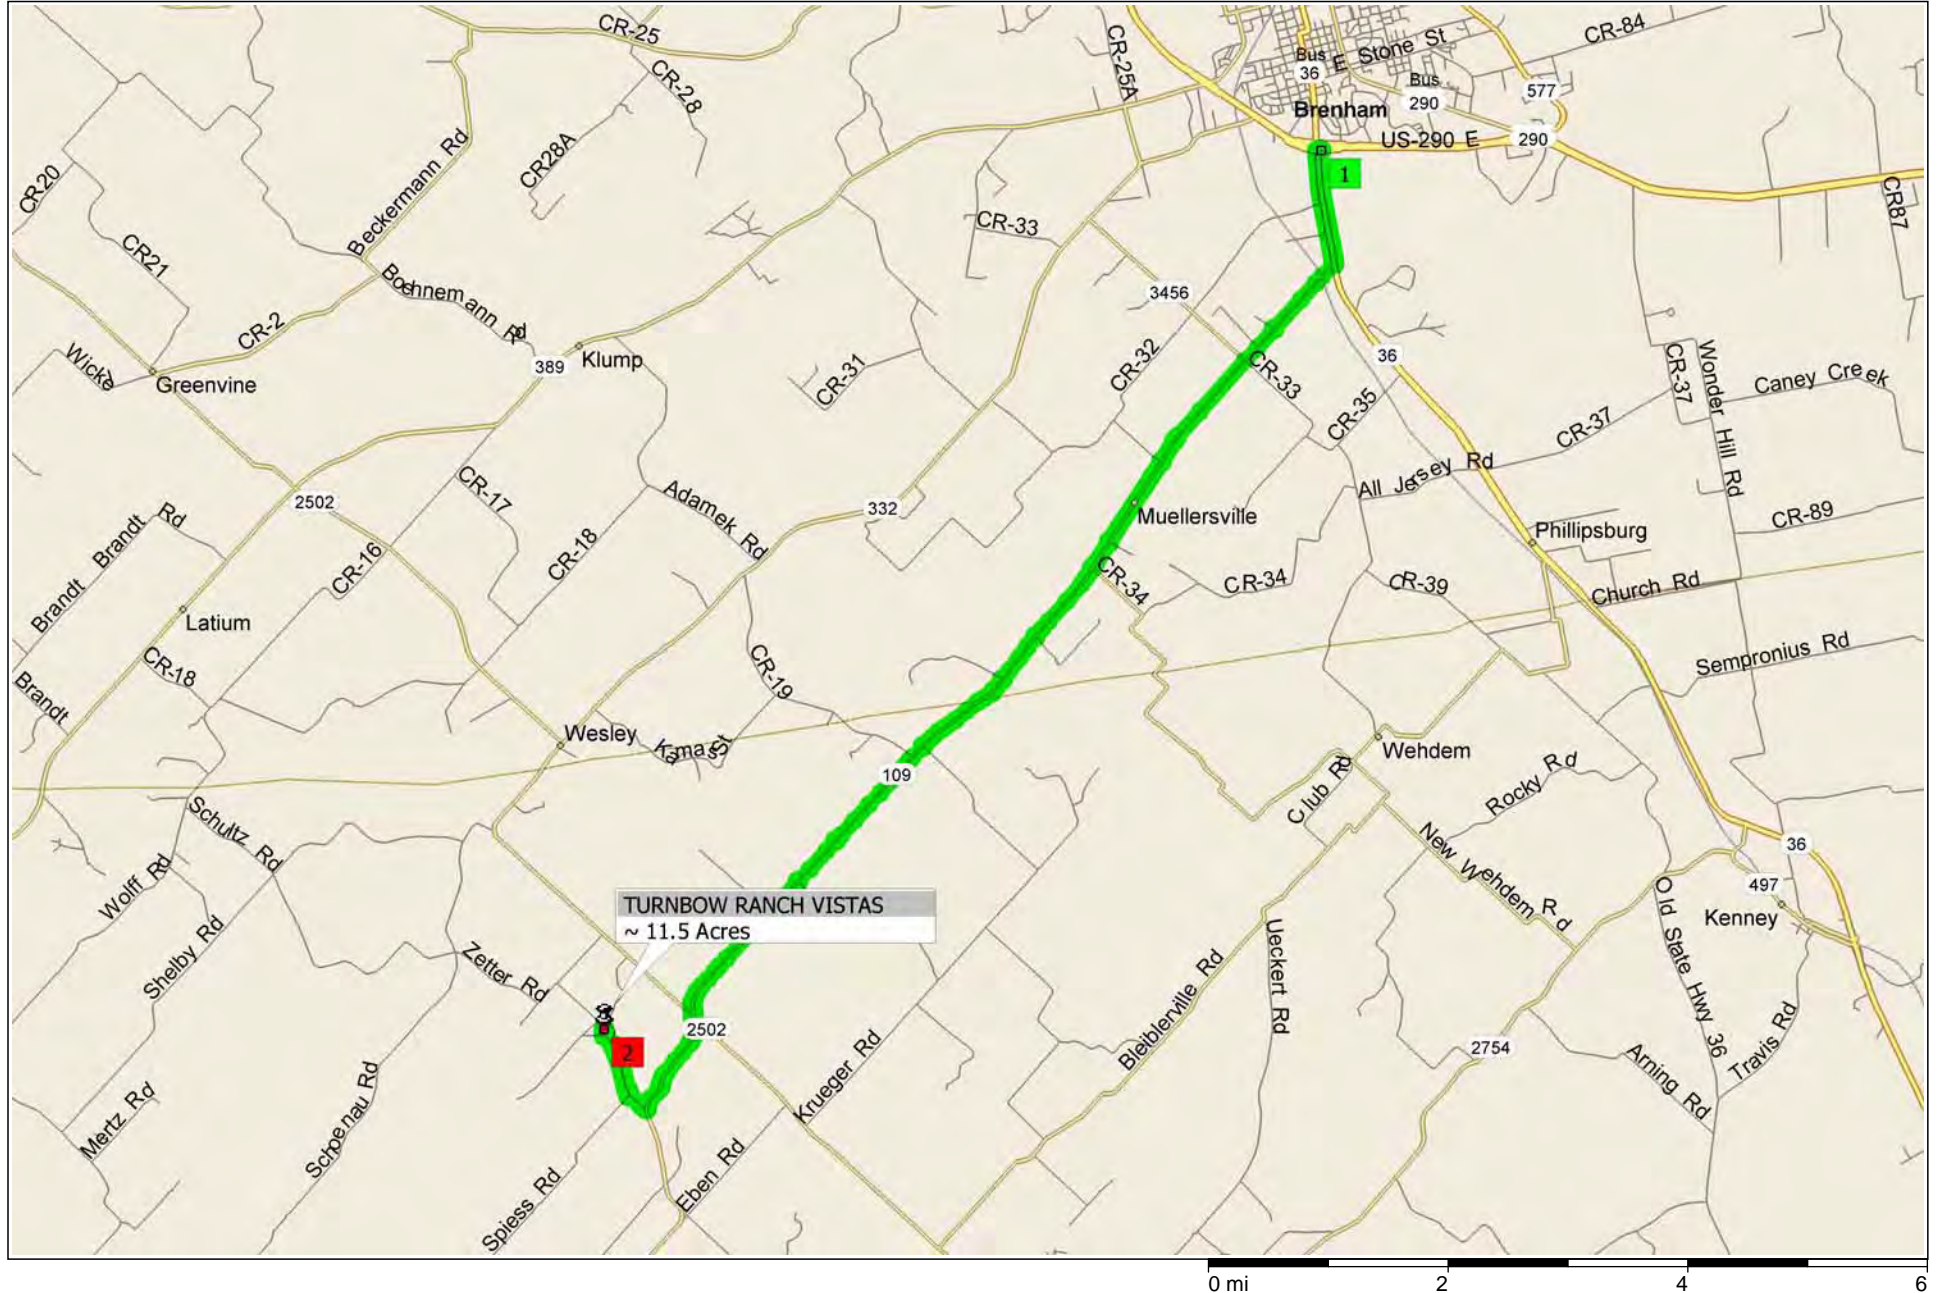 CR-25
CR-28
CR-25A
Bus
36
E Stone St
Bus
290
CR-84
577
Brenham
US-290 E
290
1
CR87
CR20
CR21
Beckermann Rd
CR28A
CR-33
Boehnemann Rd
CR-2
3456
Wicke
Greenvine
389
Klump
CR-31
CR-32
CR-33
36
CR-35
CR-37
Wonder Hill Rd
Caney Creek
CR-37
All Jersey Rd
2502
CR-17
Adamek Rd
332
Muellersville
CR-89
Phillipsburg
Brandt Rd
Brandt
CR-16
CR-18
CR-34
CR-34
CR-39
Church Rd
Latium
CR-18
CR-19
Sempronius Rd
Brandt
Wesley
Kamas St
109
Wehdem
Club Rd
Rocky Rd
Schultz Rd
Wolff Rd
New Wehdem Rd
36
497
Kenney
Old State Hwy 36
TURNBOW RANCH VISTAS
~ 11.5 Acres
Shelby Rd
Zetter Rd
2
2502
Krueger Rd
Bleiblerville Rd
Ueckert Rd
2754
Arning Rd
Travis Rd
Mertz Rd
Schoenau Rd
Spiess Rd
Eben Rd
0 mi
2
4
6